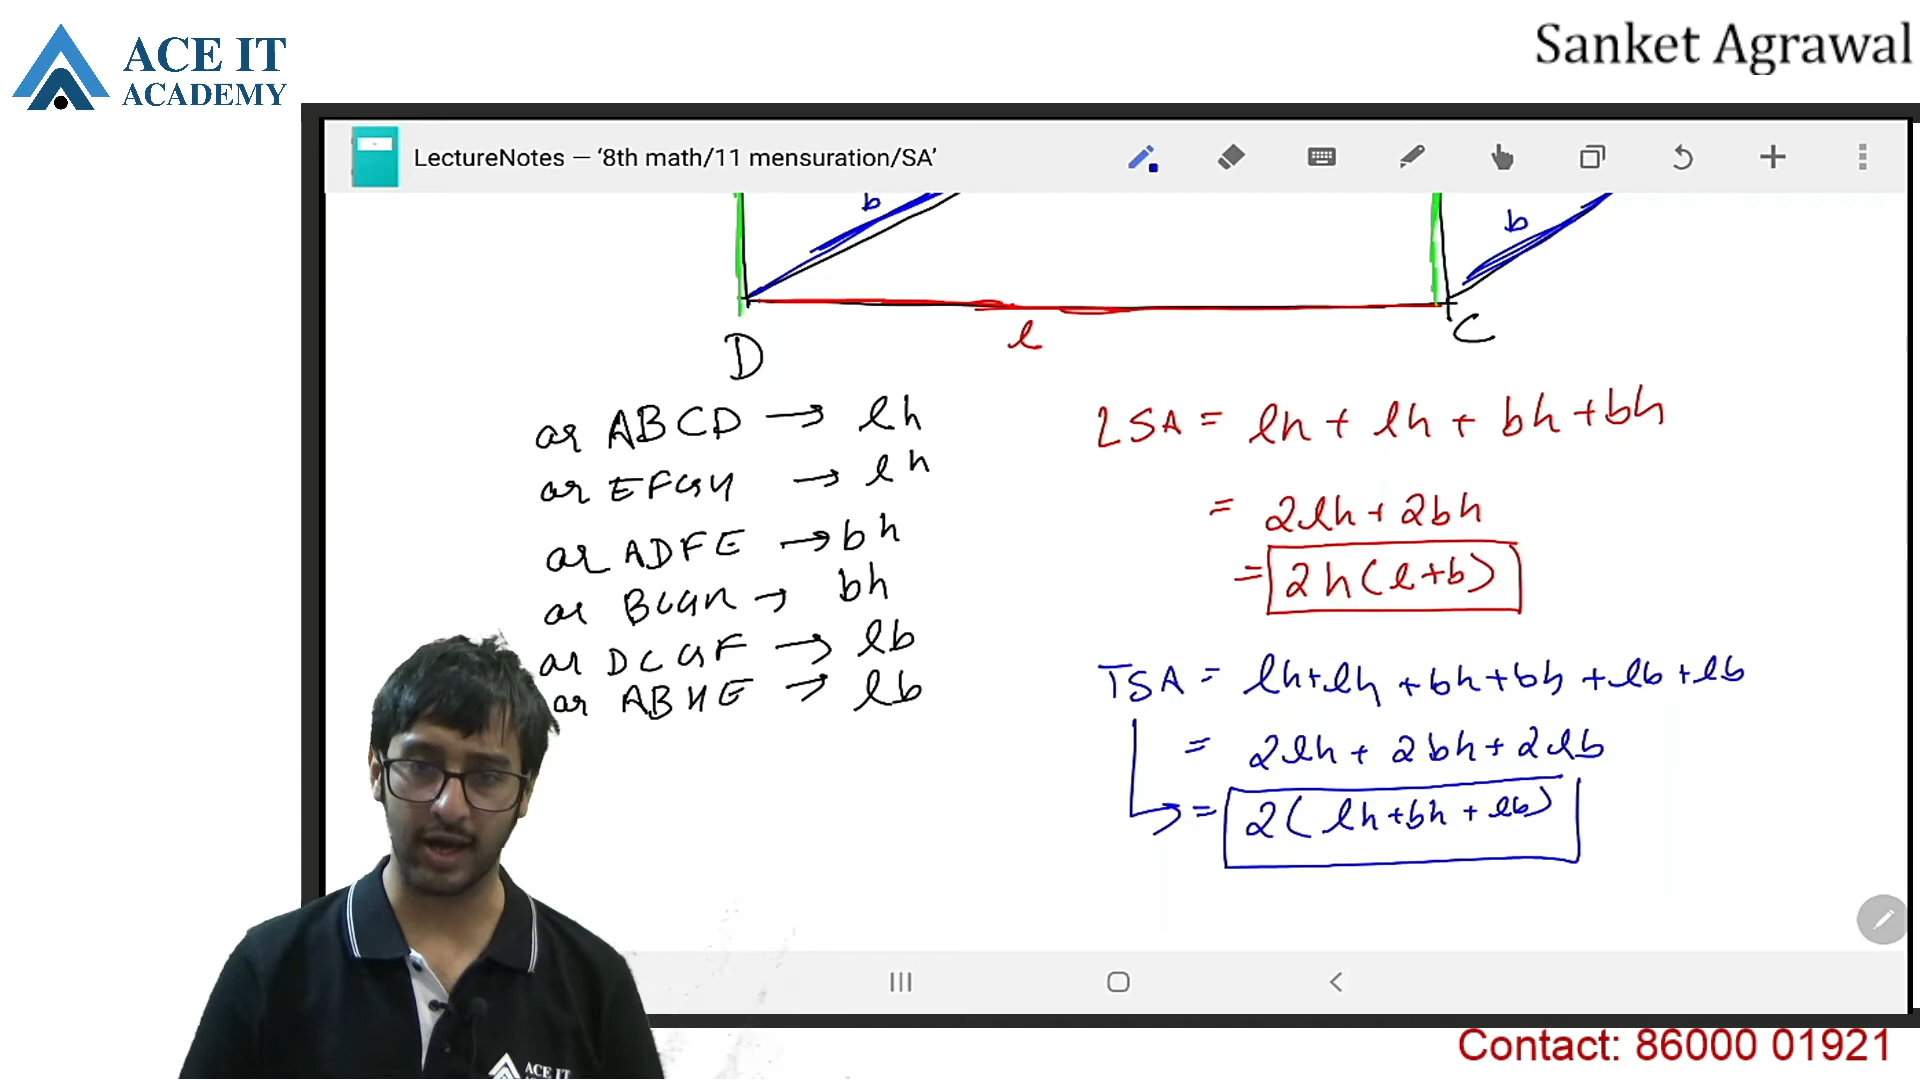 ACE IT
ACADEMY
Sanket Agrawal
LectureNotes — ‘8th math/11 mensuration/SA’
b
b
l
D
C
ar ABCD → lh
ar EFGH → lh
ar ADFE → bh
ar BCGH → bh
ar DCGF → lb
ar ABHE → lb
LSA = lh + lh + bh + bh
= 2lh + 2bh
= 2h(l+b)
TSA = lh+lh +bh+bh +lb +lb
= 2lh + 2bh + 2lb
= 2( lh +bh + lb)
ACE IT
Contact: 86000 01921